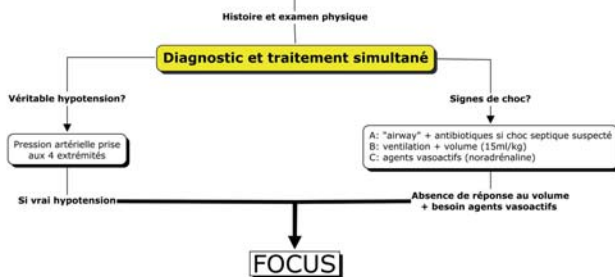 Histoire et examen physique
Diagnostic et traitement simultané
Véritable hypotension?
Signes de choc?
Pression artérielle prise
aux 4 extrémités
A: "airway" + antibiotiques si choc septique suspecté
B: ventilation + volume (15ml/kg)
C: agents vasoactifs (noradrénaline)
Si vrai hypotension
Absence de réponse au volume
+ besoin agents vasoactifs
FOCUS